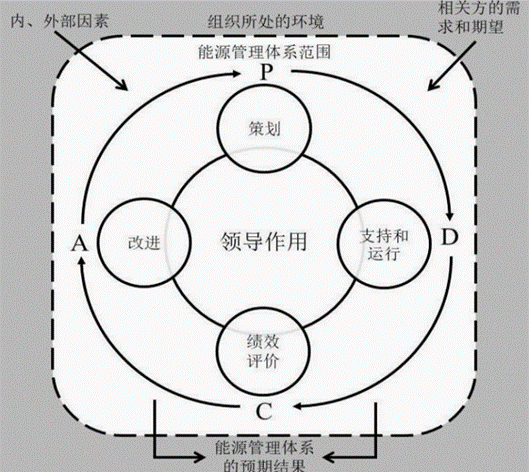 内、外部因素
组织所处的环境
相关方的需
求和期望
能源管理体系范围
P
策划
A
改进
领导作用
支持和
运行
D
绩效
评价
C
能源管理体系
的预期结果